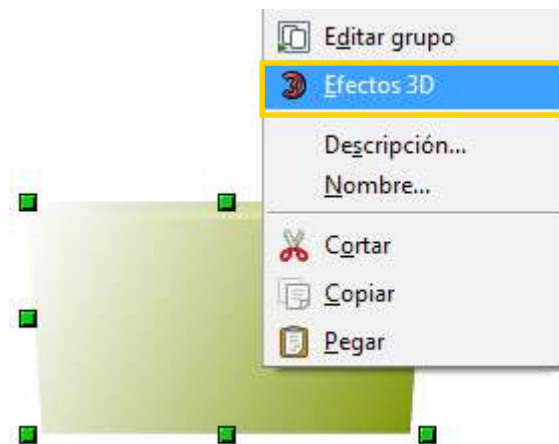 Editar grupo
Efectos 3D
Descripción...
Nombre...
Cortar
Copiar
Pegar